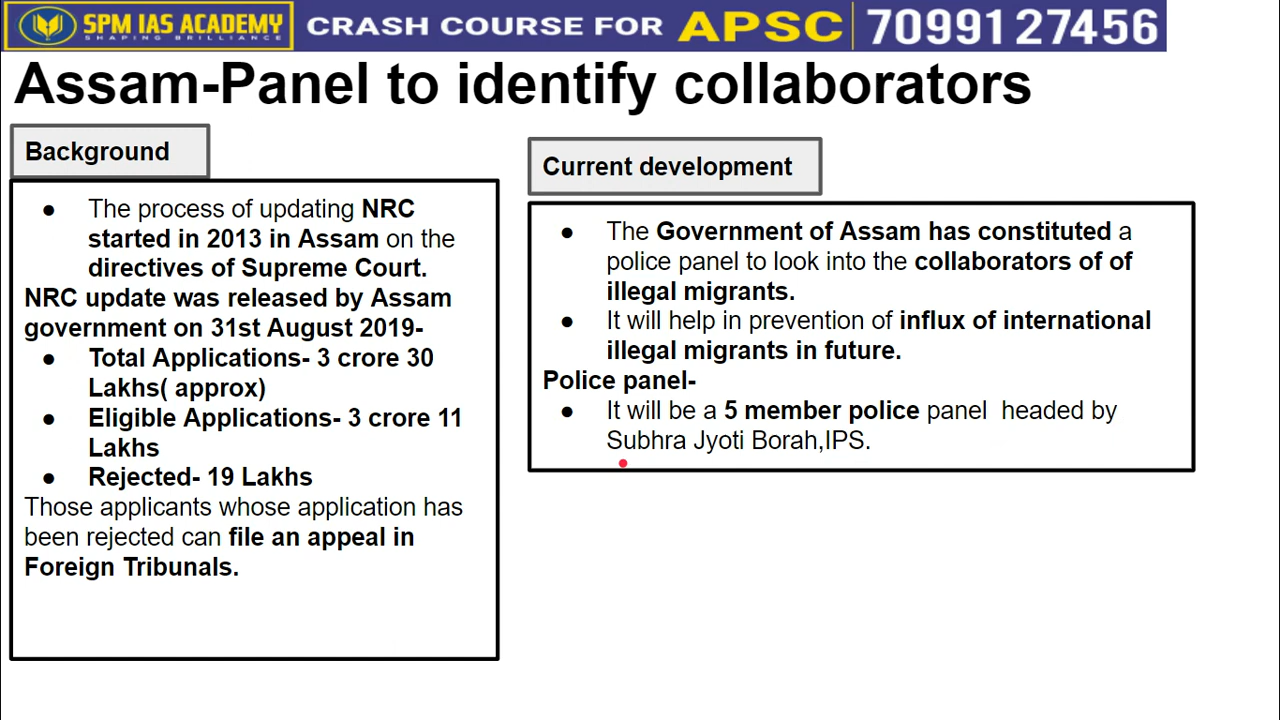 SPM IAS ACADEMY
SHAPING BRILLIANCE
CRASH COURSE FOR APSC 70991 27456
Assam-Panel to identify collaborators
Background
● The process of updating NRC
started in 2013 in Assam on the
directives of Supreme Court.
NRC update was released by Assam
government on 31st August 2019-
● Total Applications- 3 crore 30
Lakhs( approx)
● Eligible Applications- 3 crore 11
Lakhs
● Rejected- 19 Lakhs
Those applicants whose application has
been rejected can file an appeal in
Foreign Tribunals.
Current development
● The Government of Assam has constituted a
police panel to look into the collaborators of of
illegal migrants.
● It will help in prevention of influx of international
illegal migrants in future.
Police panel-
● It will be a 5 member police panel  headed by
Subhra Jyoti Borah,IPS.